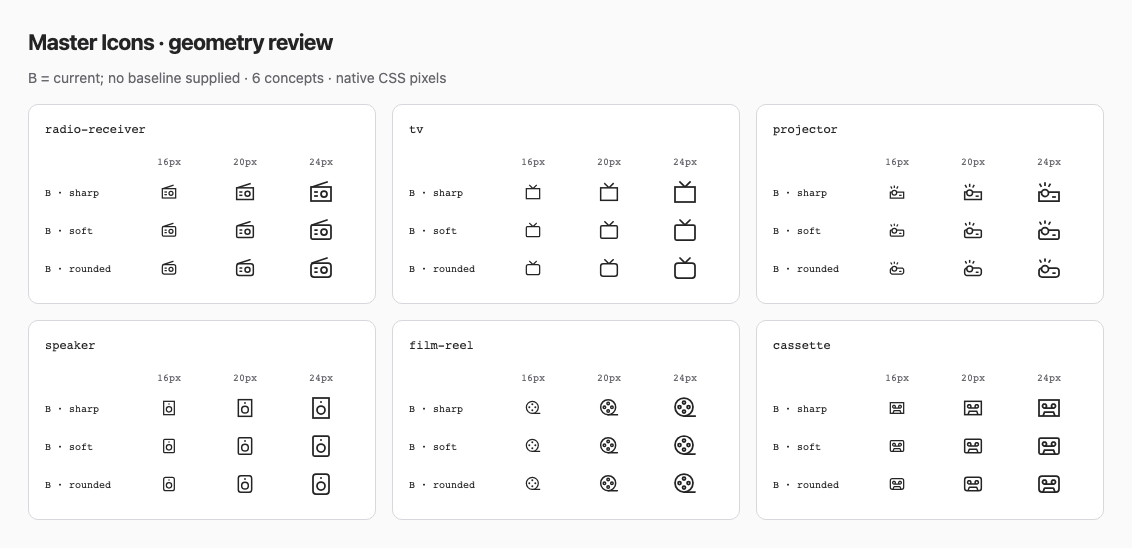 Master Icons · geometry review
B = current; no baseline supplied · 6 concepts · native CSS pixels
radio-receiver
16px 20px 24px
B · sharp
B · soft
B · rounded
tv
16px 20px 24px
B · sharp
B · soft
B · rounded
projector
16px 20px 24px
B · sharp
B · soft
B · rounded
speaker
16px 20px 24px
B · sharp
B · soft
B · rounded
film-reel
16px 20px 24px
B · sharp
B · soft
B · rounded
cassette
16px 20px 24px
B · sharp
B · soft
B · rounded